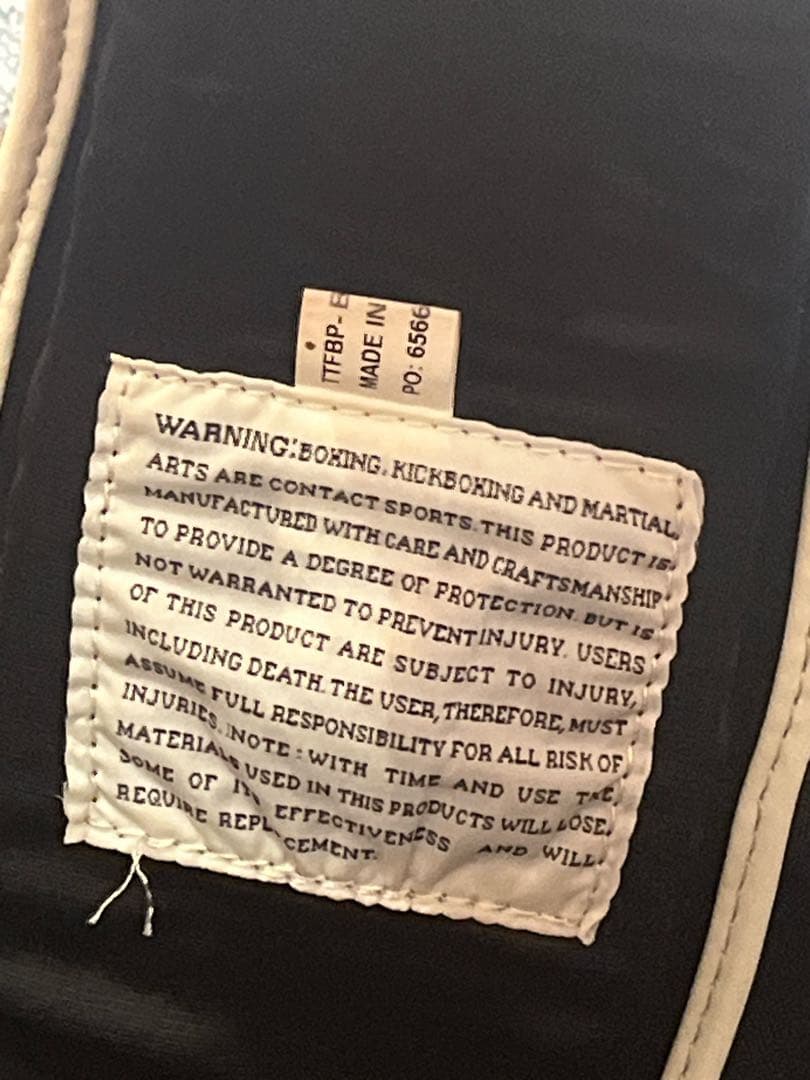 TTFBP-
MADE IN
PO: 6566
WARNING: BOXING, KICKBOXING AND MARTIAL
ARTS ARE CONTACT SPORTS. THIS PRODUCT IS
MANUFACTURED WITH CARE AND CRAFTSMANSHIP
TO PROVIDE A DEGREE OF PROTECTION. BUT IS
NOT WARRANTED TO PREVENT INJURY. USERS
OF THIS PRODUCT ARE SUBJECT TO INJURY,
INCLUDING DEATH. THE USER, THEREFORE, MUST
ASSUME FULL RESPONSIBILITY FOR ALL RISK OF
INJURIES. NOTE: WITH TIME AND USE THE
MATERIALS USED IN THIS PRODUCTS WILL LOSE
SOME OF ITS EFFECTIVENESS AND WILL
REQUIRE REPLACEMENT.